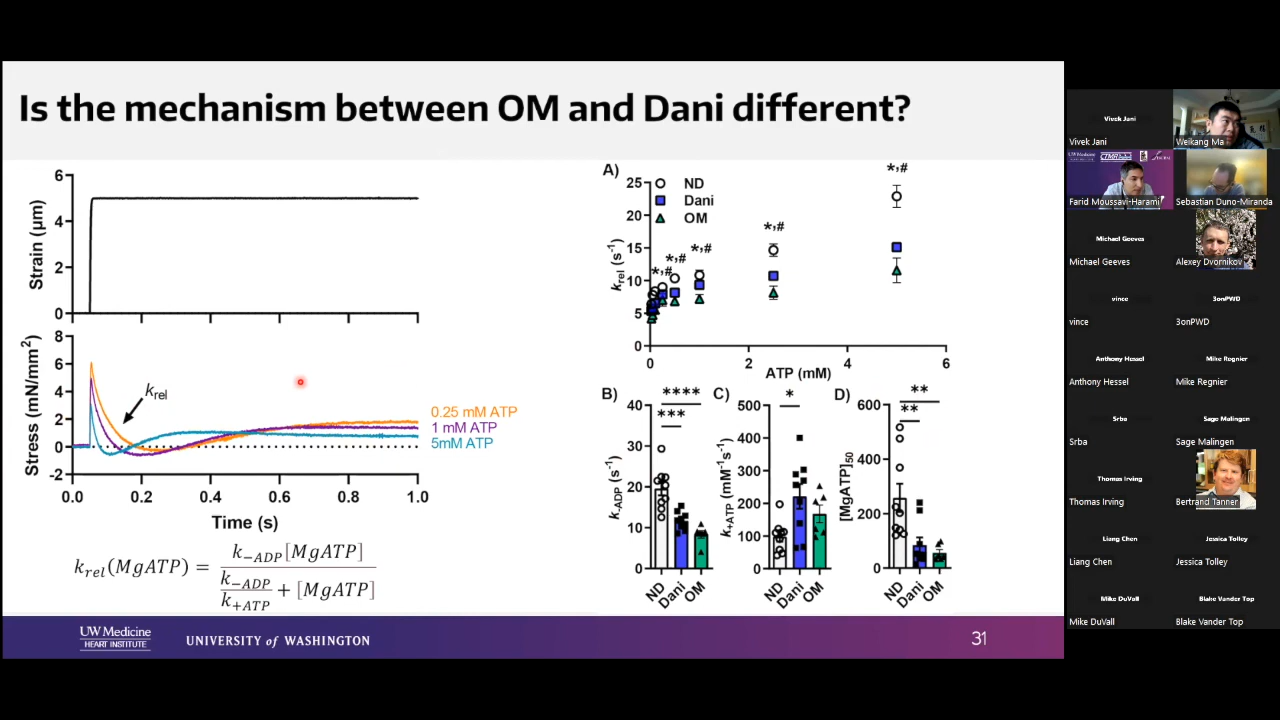 Is the mechanism between OM and Dani different?
6
4
2
0
Strain (μm)
8
6
4
2
0
-2
Stress (mN/mm²)
k_rel
0.25 mM ATP
1 mM ATP
5mM ATP
0.0 0.2 0.4 0.6 0.8 1.0
Time (s)
k_rel(MgATP) = k_−ADP[MgATP] / (k_−ADP / k_+ATP + [MgATP])
A)
ND
Dani
OM
25
20
15
10
5
0
k_rel (s⁻¹)
*,#
*,#
*,#
*,#
*,#
0 2 4 6
ATP (mM)
B)
****
***
40
30
20
10
0
k_-ADP (s⁻¹)
ND Dani OM
C)
*
500
400
300
200
100
0
k_+ATP (mM⁻¹s⁻¹)
ND Dani OM
D)
**
**
600
400
200
0
[MgATP]₅₀
ND Dani OM
UW Medicine
HEART INSTITUTE
UNIVERSITY of WASHINGTON
31
Vivek Jani
Vivek Jani
Weikang Ma
UW Medicine
Farid Moussavi-Harami
Sebastian Duno-Miranda
Michael Geeves
Michael Geeves
Alexey Dvornikov
vince
vince
3onPWD
3onPWD
Anthony Hessel
Anthony Hessel
Mike Regnier
Mike Regnier
Srba
Srba
Sage Malingen
Sage Malingen
Thomas Irving
Thomas Irving
Bertrand Tanner
Liang Chen
Liang Chen
Jessica Tolley
Jessica Tolley
Mike DuVall
Mike DuVall
Blake Vander Top
Blake Vander Top